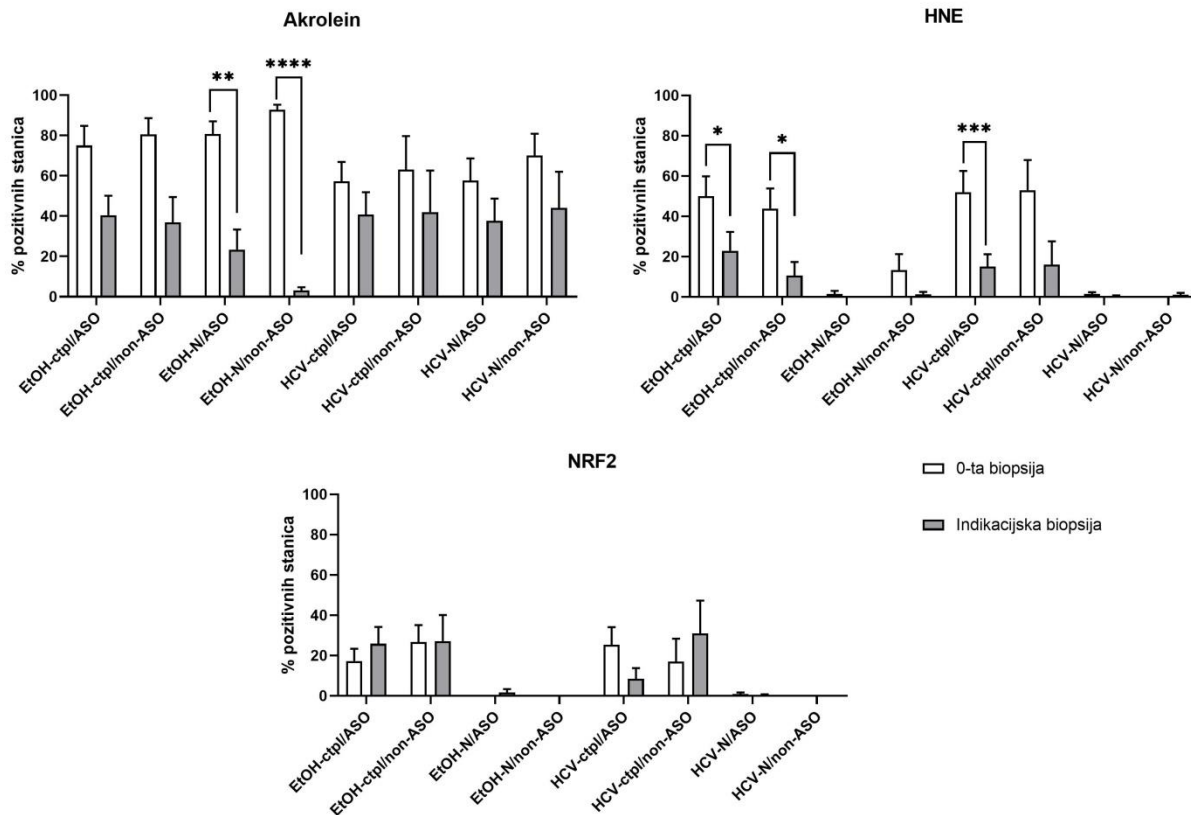 Akrolein
** ****
% pozitivnih stanica
100
80
60
40
20
0
EtOH-ctpl/ASO
EtOH-ctpl/non-ASO
EtOH-N/ASO
EtOH-N/non-ASO
HCV-ctpl/ASO
HCV-ctpl/non-ASO
HCV-N/ASO
HCV-N/non-ASO
HNE
* * ***
% pozitivnih stanica
100
80
60
40
20
0
EtOH-ctpl/ASO
EtOH-ctpl/non-ASO
EtOH-N/ASO
EtOH-N/non-ASO
HCV-ctpl/ASO
HCV-ctpl/non-ASO
HCV-N/ASO
HCV-N/non-ASO
NRF2
% pozitivnih stanica
100
80
60
40
20
0
EtOH-ctpl/ASO
EtOH-ctpl/non-ASO
EtOH-N/ASO
EtOH-N/non-ASO
HCV-ctpl/ASO
HCV-ctpl/non-ASO
HCV-N/ASO
HCV-N/non-ASO
0-ta biopsija
Indikacijska biopsija